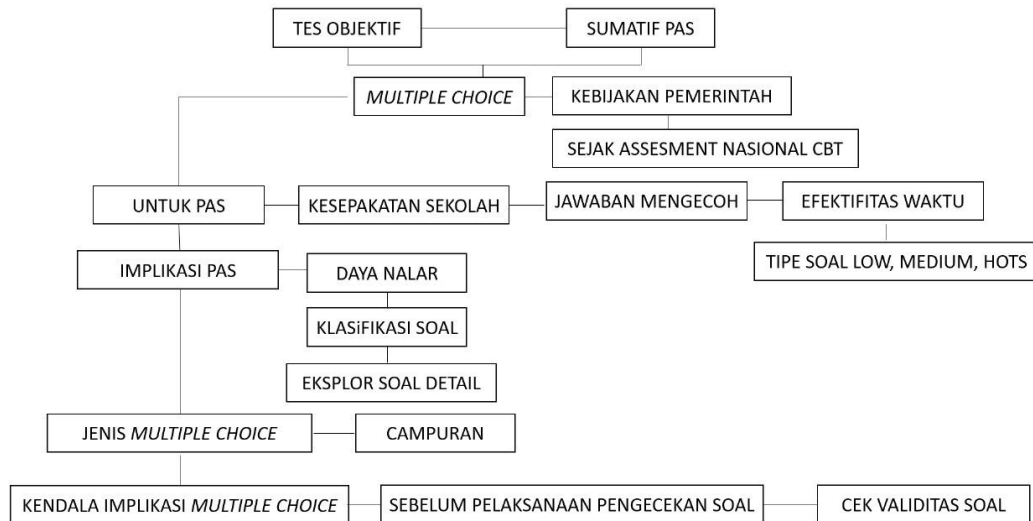 TES OBJEKTIF
SUMATIF PAS
MULTIPLE CHOICE
KEBIJAKAN PEMERINTAH
SEJAK ASSESMENT NASIONAL CBT
UNTUK PAS
KESEPAKATAN SEKOLAH
JAWABAN MENGECOH
EFEKTIFITAS WAKTU
IMPLIKASI PAS
DAYA NALAR
TIPE SOAL LOW, MEDIUM, HOTS
KLASiFIKASI SOAL
EKSPLOR SOAL DETAIL
JENIS MULTIPLE CHOICE
CAMPURAN
KENDALA IMPLIKASI MULTIPLE CHOICE
SEBELUM PELAKSANAAN PENGECEKAN SOAL
CEK VALIDITAS SOAL